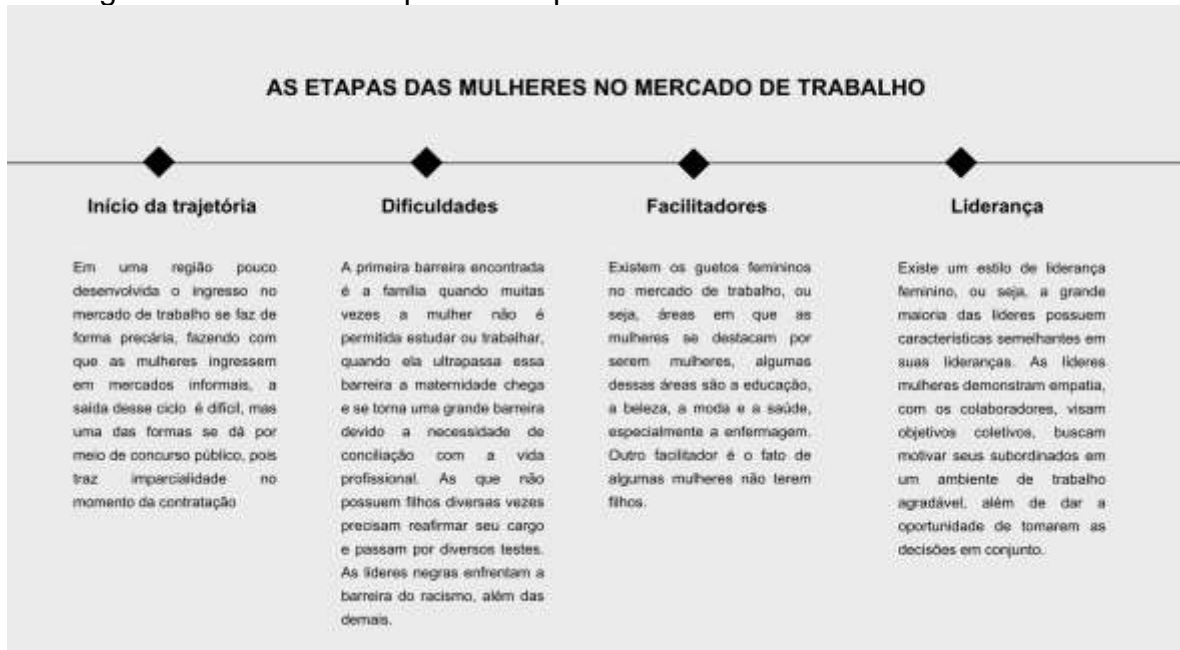 AS ETAPAS DAS MULHERES NO MERCADO DE TRABALHO
Início da trajetória
Em uma região pouco
desenvolvida o ingresso no
mercado de trabalho se faz de
forma precária, fazendo com
que as mulheres ingressem
em mercados informais, a
saída desse ciclo é difícil, mas
uma das formas se dá por
meio de concurso público, pois
traz imparcialidade no
momento da contratação
Dificuldades
A primeira barreira encontrada
é a família quando muitas
vezes a mulher não é
permitida estudar ou trabalhar,
quando ela ultrapassa essa
barreira a maternidade chega
e se torna uma grande barreira
devido a necessidade de
conciliação com a vida
profissional. As que não
possuem filhos diversas vezes
precisam reafirmar seu cargo
e passam por diversos testes.
As líderes negras enfrentam a
barreira do racismo, além das
demais.
Facilitadores
Existem os guetos femininos
no mercado de trabalho, ou
seja, áreas em que as
mulheres se destacam por
serem mulheres, algumas
dessas áreas são a educação,
a beleza, a moda e a saúde,
especialmente a enfermagem.
Outro facilitador é o fato de
algumas mulheres não terem
filhos.
Liderança
Existe um estilo de liderança
feminino, ou seja, a grande
maioria das líderes possuem
características semelhantes em
suas lideranças. As líderes
mulheres demonstram empatia,
com os colaboradores, visam
objetivos coletivos, buscam
motivar seus subordinados em
um ambiente de trabalho
agradável, além de dar a
oportunidade de tomarem as
decisões em conjunto.